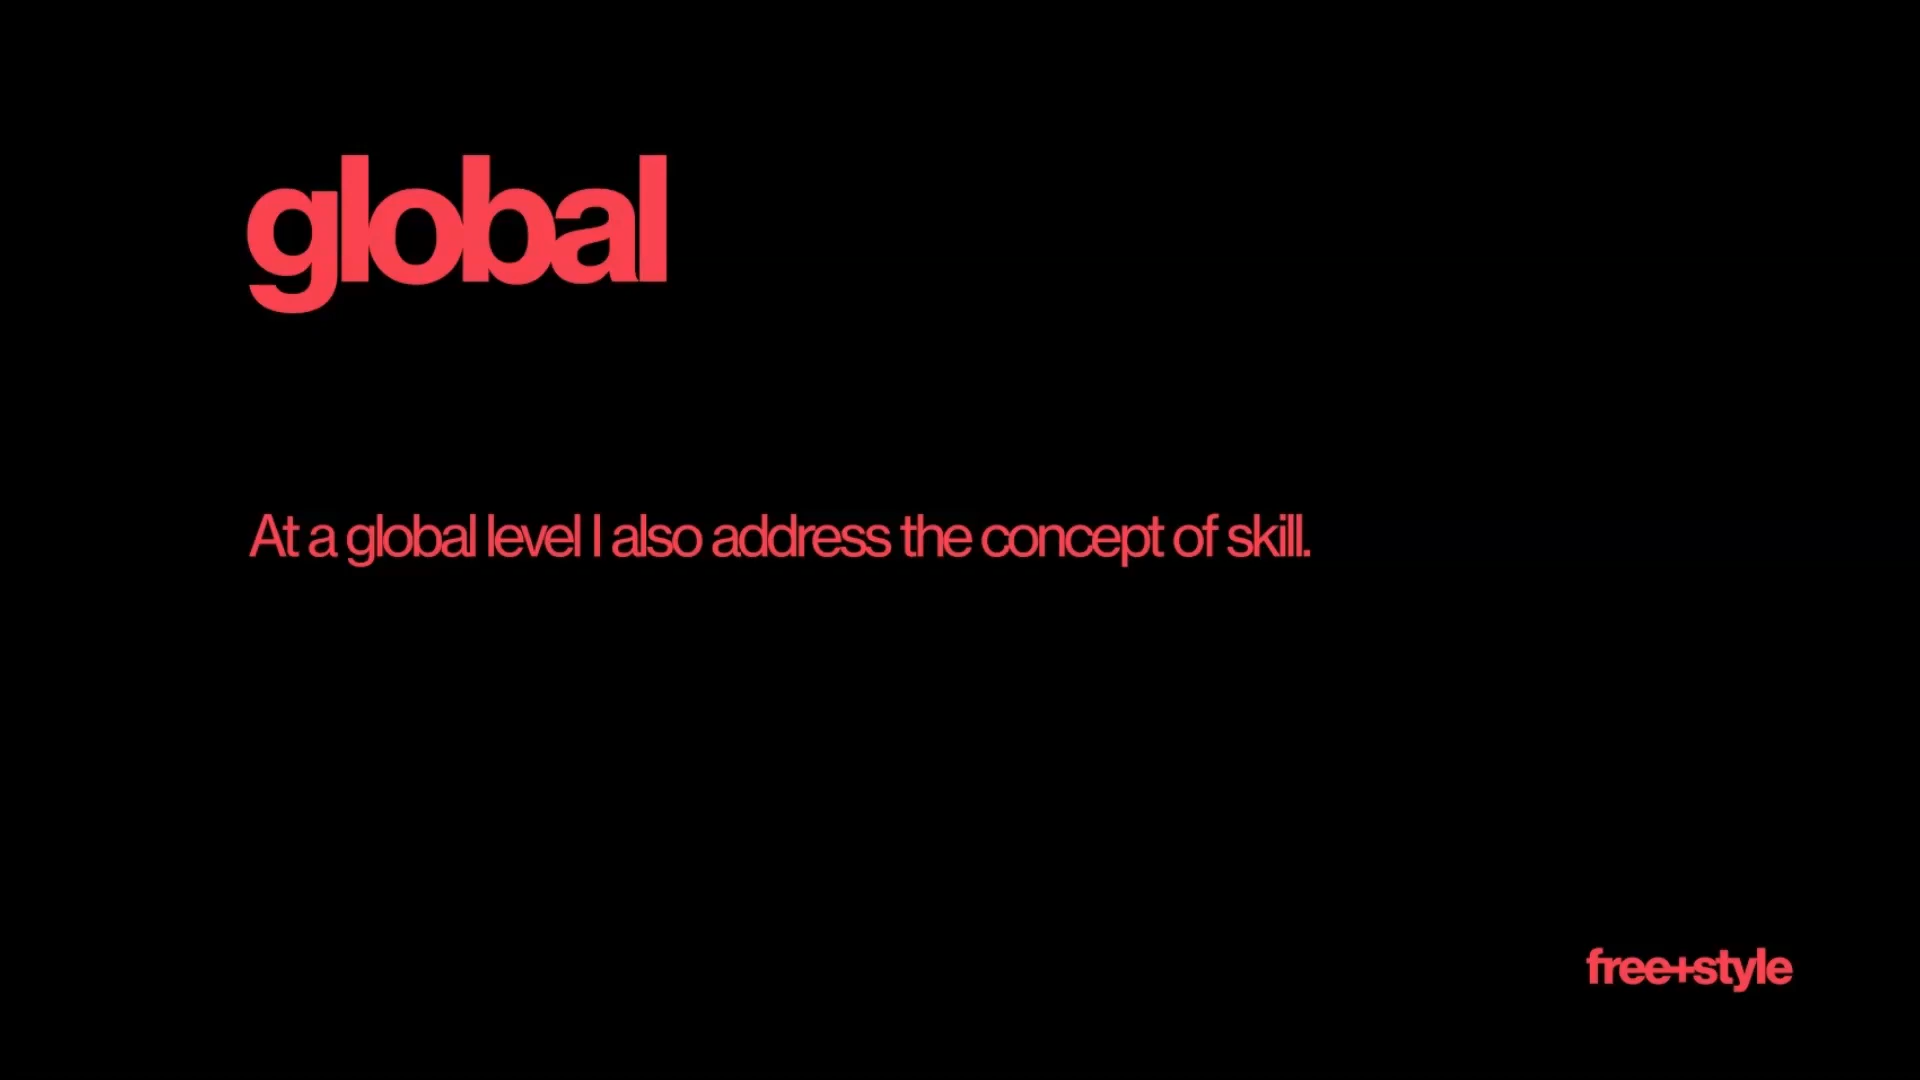 global
At a global level I also address the concept of skill.
free+style